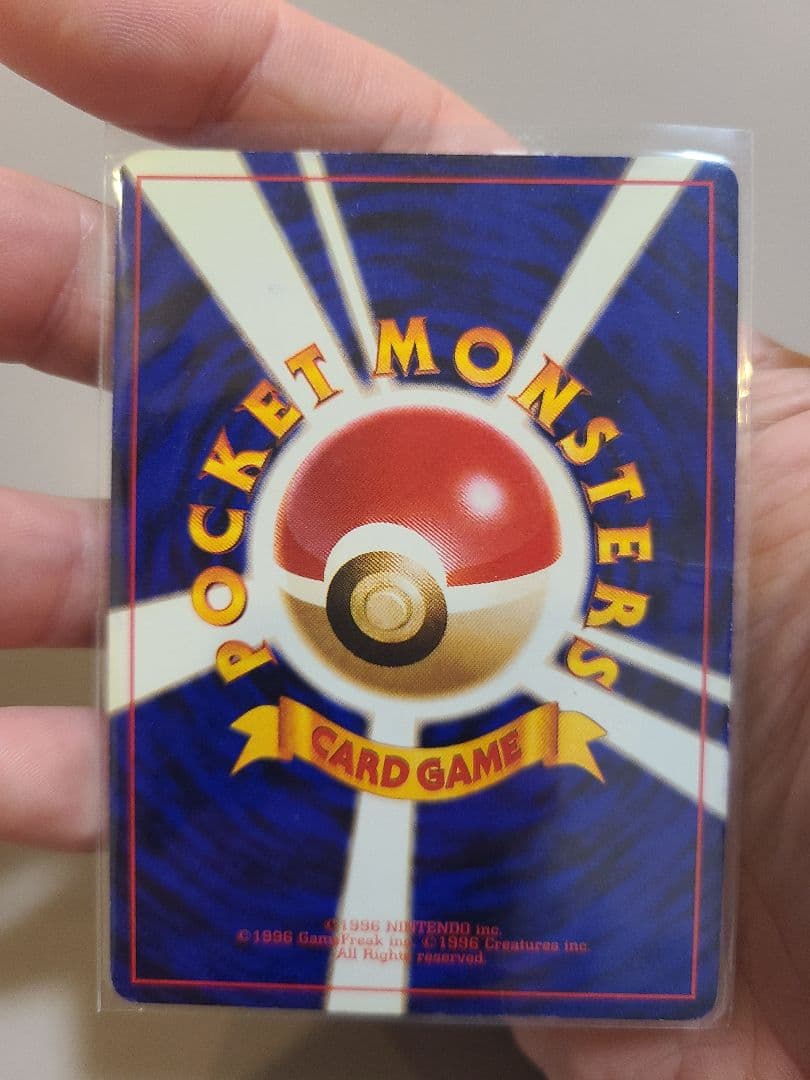 POCKET MONSTERS
CARD GAME
©1996 NINTENDO inc.
©1996 GameFreak inc. ©1996 Creatures inc.
All Rights reserved.